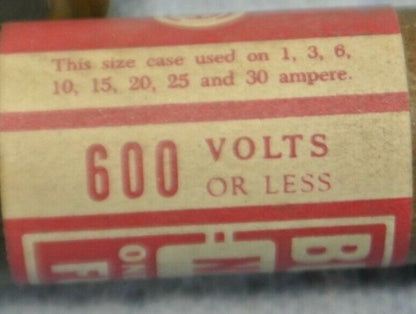 This size case used on 1, 3, 6,
10, 15, 20, 25 and 30 ampere.
600 VOLTS
OR LESS